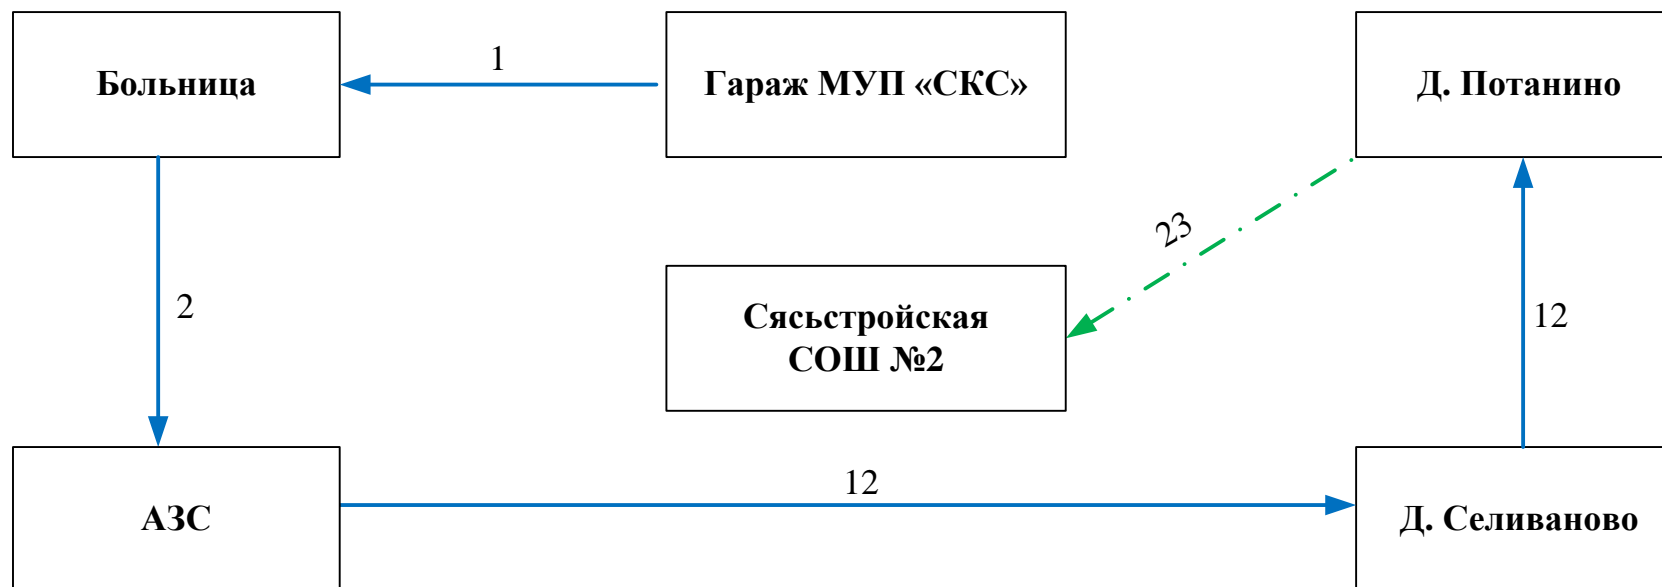 Больница
1
Гараж МУП «СКС»
Д. Потанино
23
2
Сясьстройская
СОШ №2
12
АЗС
12
Д. Селиваново